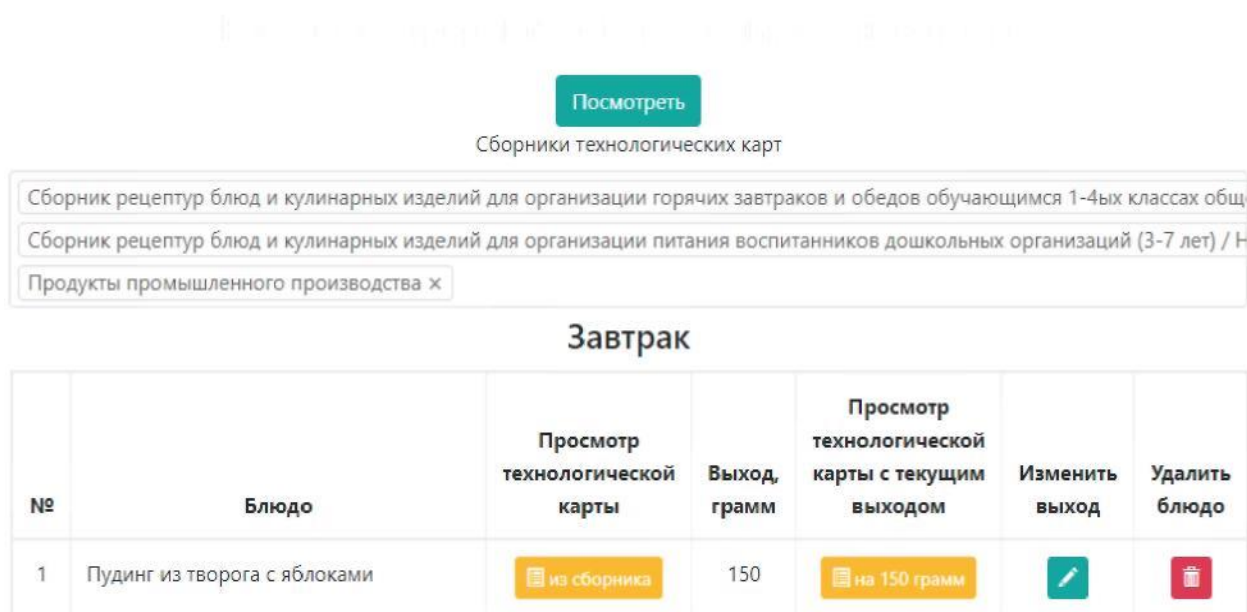 Посмотреть
Сборники технологических карт
Сборник рецептур блюд и кулинарных изделий для организации горячих завтраков и обедов обучающимся 1-4ых классах общ
Сборник рецептур блюд и кулинарных изделий для организации питания воспитанников дошкольных организаций (3-7 лет) / Н
Продукты промышленного производства ×
Завтрак
№ Блюдо Просмотр технологической карты Выход, грамм Просмотр технологической карты с текущим выходом Изменить выход Удалить блюдо
1 Пудинг из творога с яблоками из сборника 150 на 150 грамм